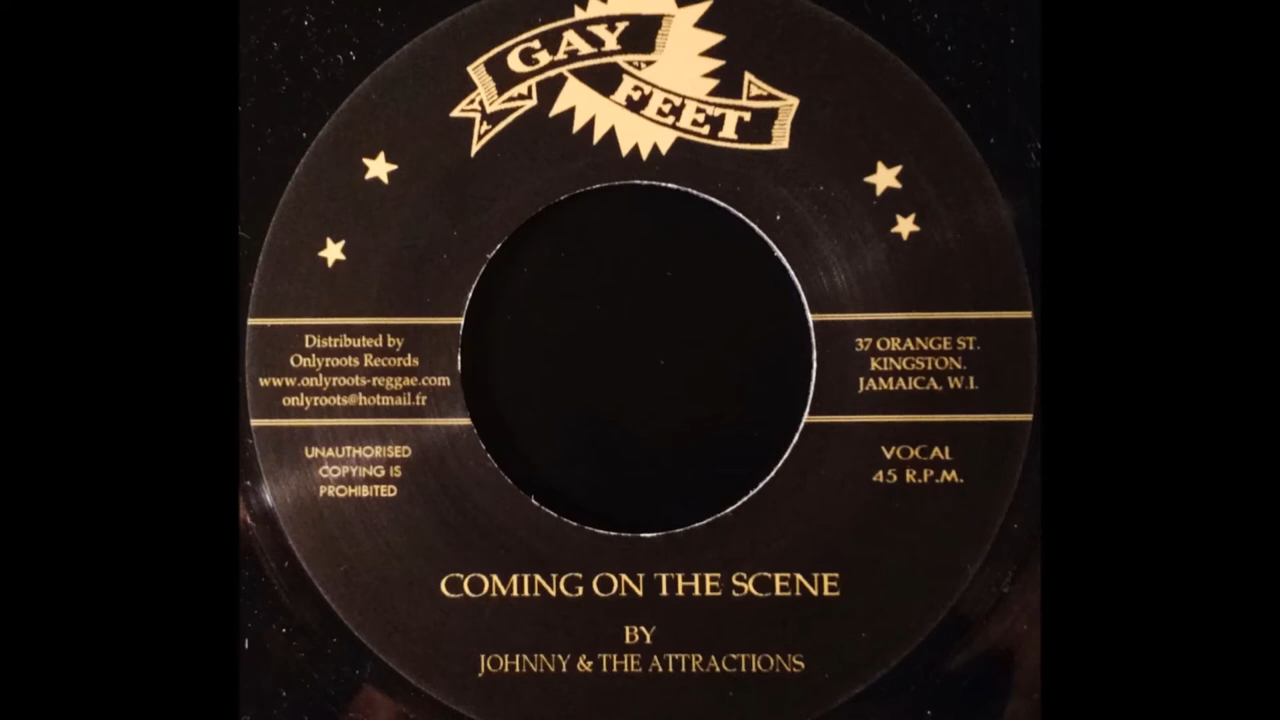 GAY
FEET
Distributed by
Onlyroots Records
www.onlyroots-reggae.com
onlyroots@hotmail.fr
37 ORANGE ST.
KINGSTON.
JAMAICA, W.I.
UNAUTHORISED
COPYING IS
PROHIBITED
VOCAL
45 R.P.M.
COMING ON THE SCENE
BY
JOHNNY & THE ATTRACTIONS